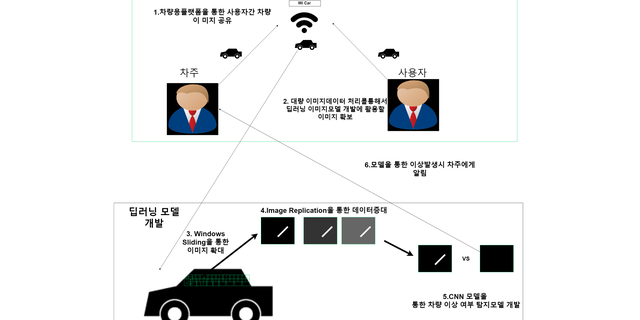 Wi Car
1.차량용플랫폼을 통한 사용자간 차량
이 미지 공유
차주
사용자
2. 대량 이미지데이터 처리를통해서
딥러닝 이미지모델 개발에 활용할
이미지 확보
6.모델을 통한 이상발생시 차주에게
알림
딥러닝 모델
개발
4.Image Replication을 통한 데이터증대
3. Windows
Sliding을 통한
이미지 확대
vs
5.CNN 모델을
통한 차량 이상 여부 탐지모델 개발